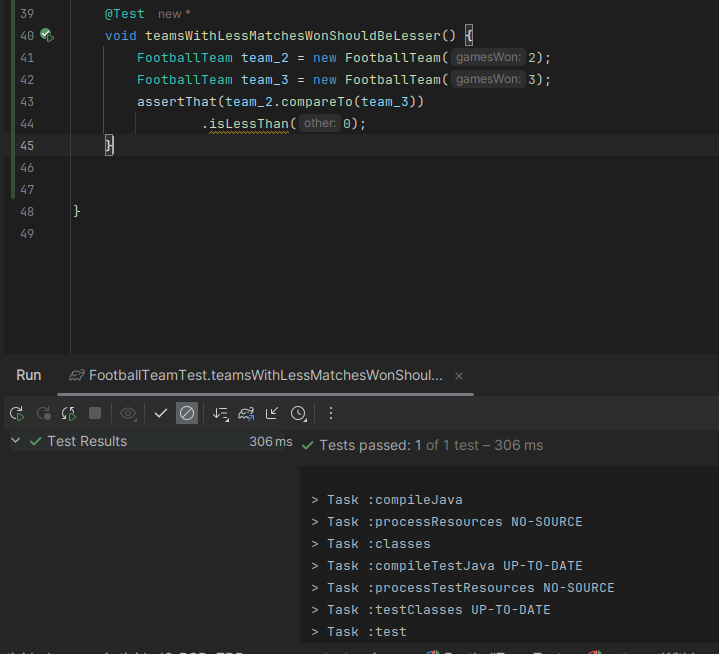 39 @Test new *
40 void teamsWithLessMatchesWonShouldBeLesser() {
41 FootballTeam team_2 = new FootballTeam( gamesWon: 2);
42 FootballTeam team_3 = new FootballTeam( gamesWon: 3);
43 assertThat(team_2.compareTo(team_3))
44 .isLessThan( other: 0);
45 }
46
47
48 }
49
Run FootballTeamTest.teamsWithLessMatchesWonShoul... ×
Test Results 306 ms
Tests passed: 1 of 1 test – 306 ms
> Task :compileJava
> Task :processResources NO-SOURCE
> Task :classes
> Task :compileTestJava UP-TO-DATE
> Task :processTestResources NO-SOURCE
> Task :testClasses UP-TO-DATE
> Task :test